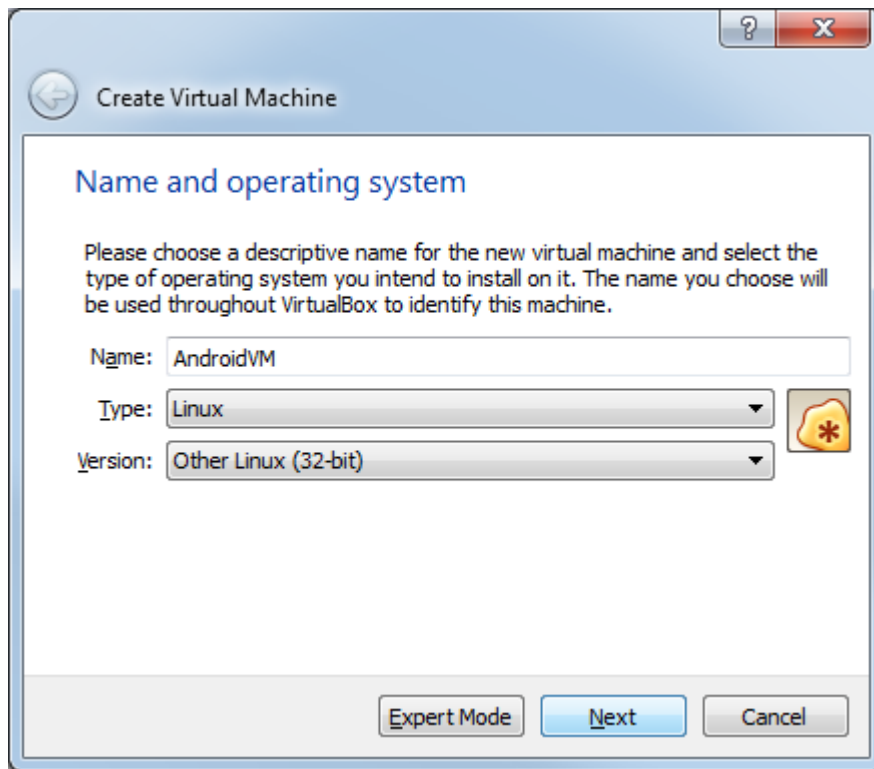 Create Virtual Machine
Name and operating system
Please choose a descriptive name for the new virtual machine and select the
type of operating system you intend to install on it. The name you choose will
be used throughout VirtualBox to identify this machine.
Name: AndroidVM
Type: Linux
Version: Other Linux (32-bit)
Expert Mode Next Cancel